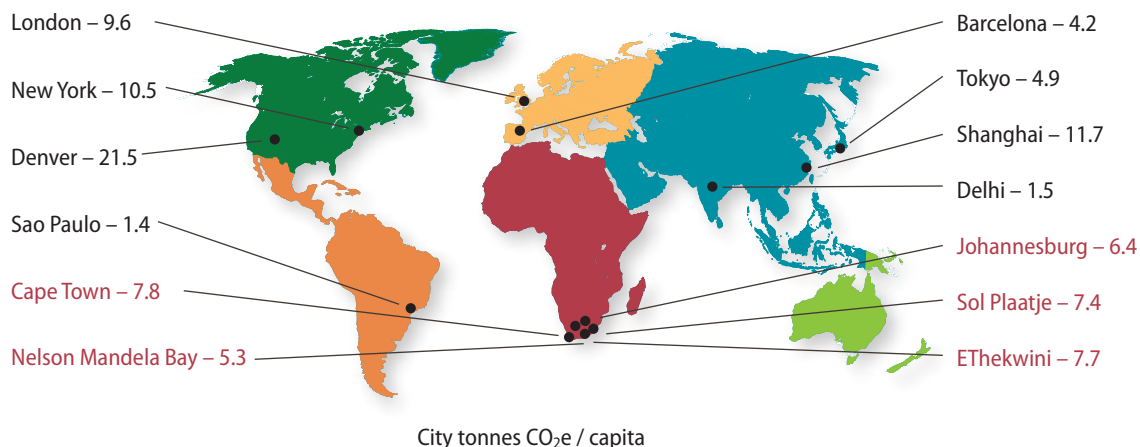 London – 9.6
New York – 10.5
Denver – 21.5
Sao Paulo – 1.4
Cape Town – 7.8
Nelson Mandela Bay – 5.3
Barcelona – 4.2
Tokyo – 4.9
Shanghai – 11.7
Delhi – 1.5
Johannesburg – 6.4
Sol Plaatje – 7.4
EThekwini – 7.7
City tonnes CO₂e / capita